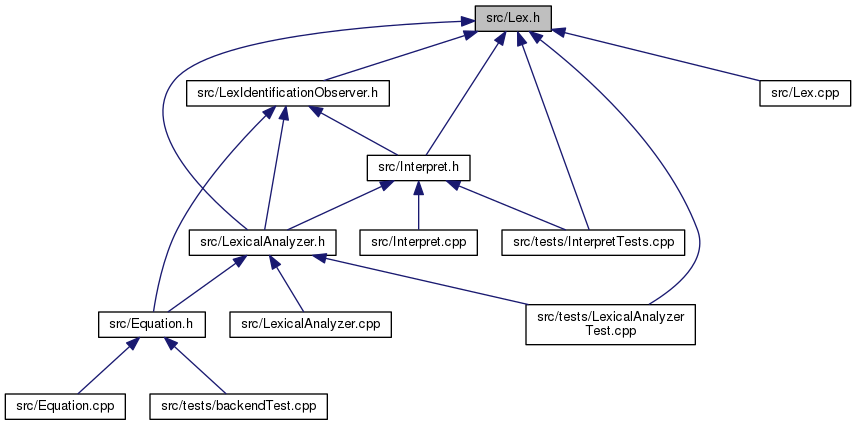 src/Lex.h
src/LexIdentificationObserver.h
src/Lex.cpp
src/Interpret.h
src/LexicalAnalyzer.h
src/Interpret.cpp
src/tests/InterpretTests.cpp
src/Equation.h
src/LexicalAnalyzer.cpp
src/tests/LexicalAnalyzer
Test.cpp
src/Equation.cpp
src/tests/backendTest.cpp